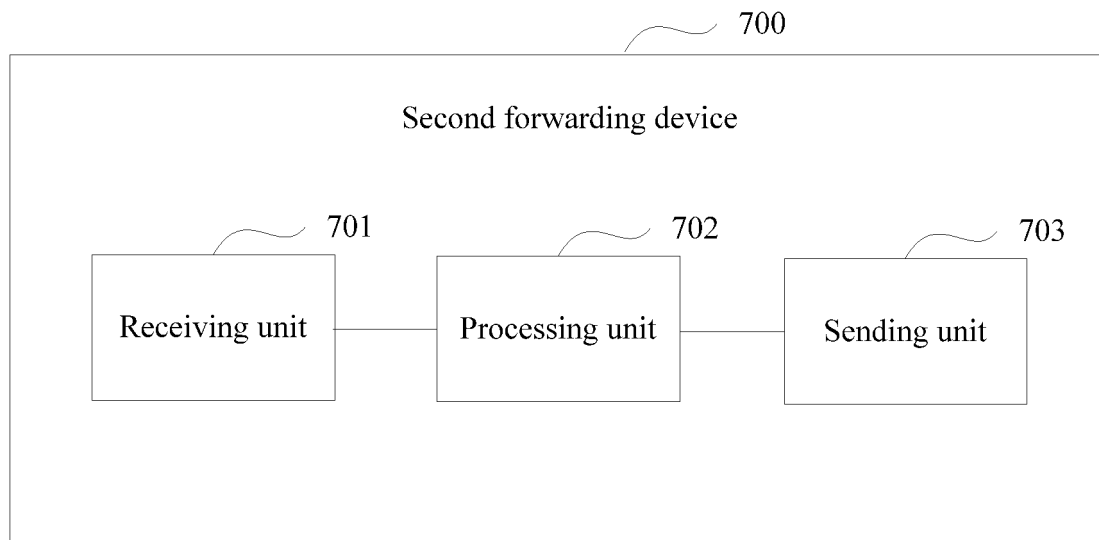 700
Second forwarding device
701
702
703
Receiving unit
Processing unit
Sending unit